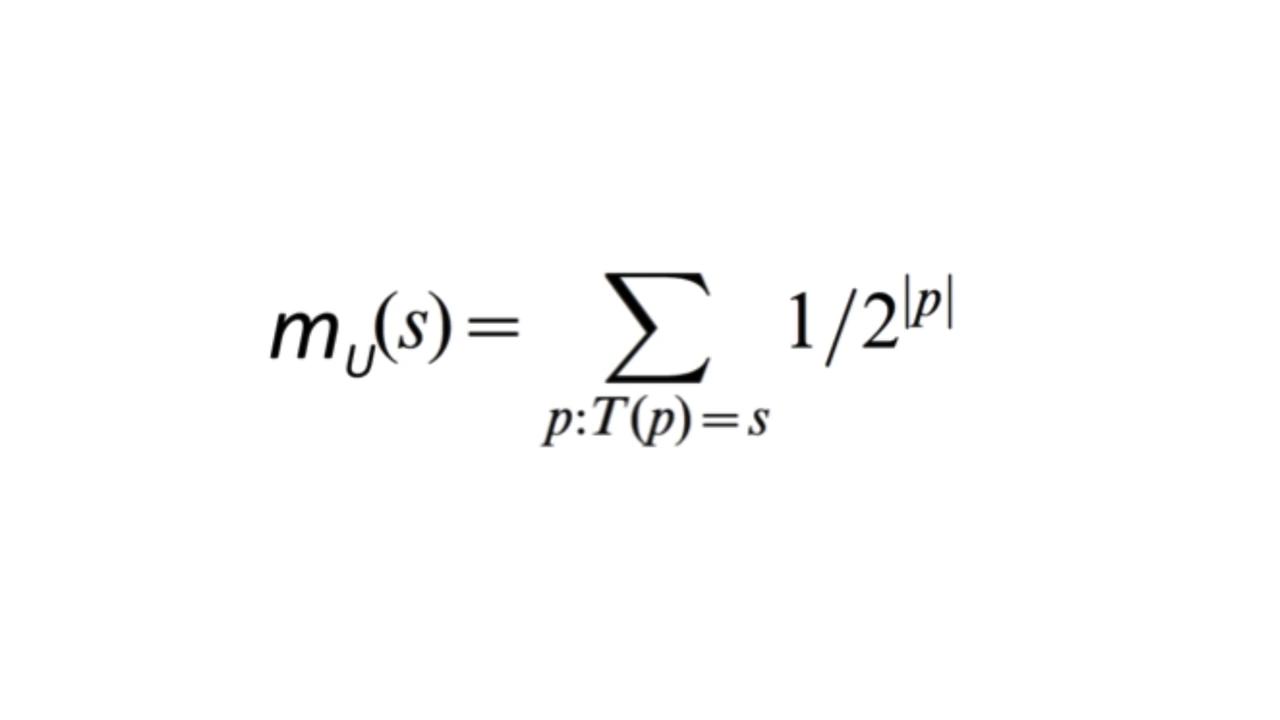 m_U(s) = ∑_{p:T(p)=s} 1/2^{|p|}